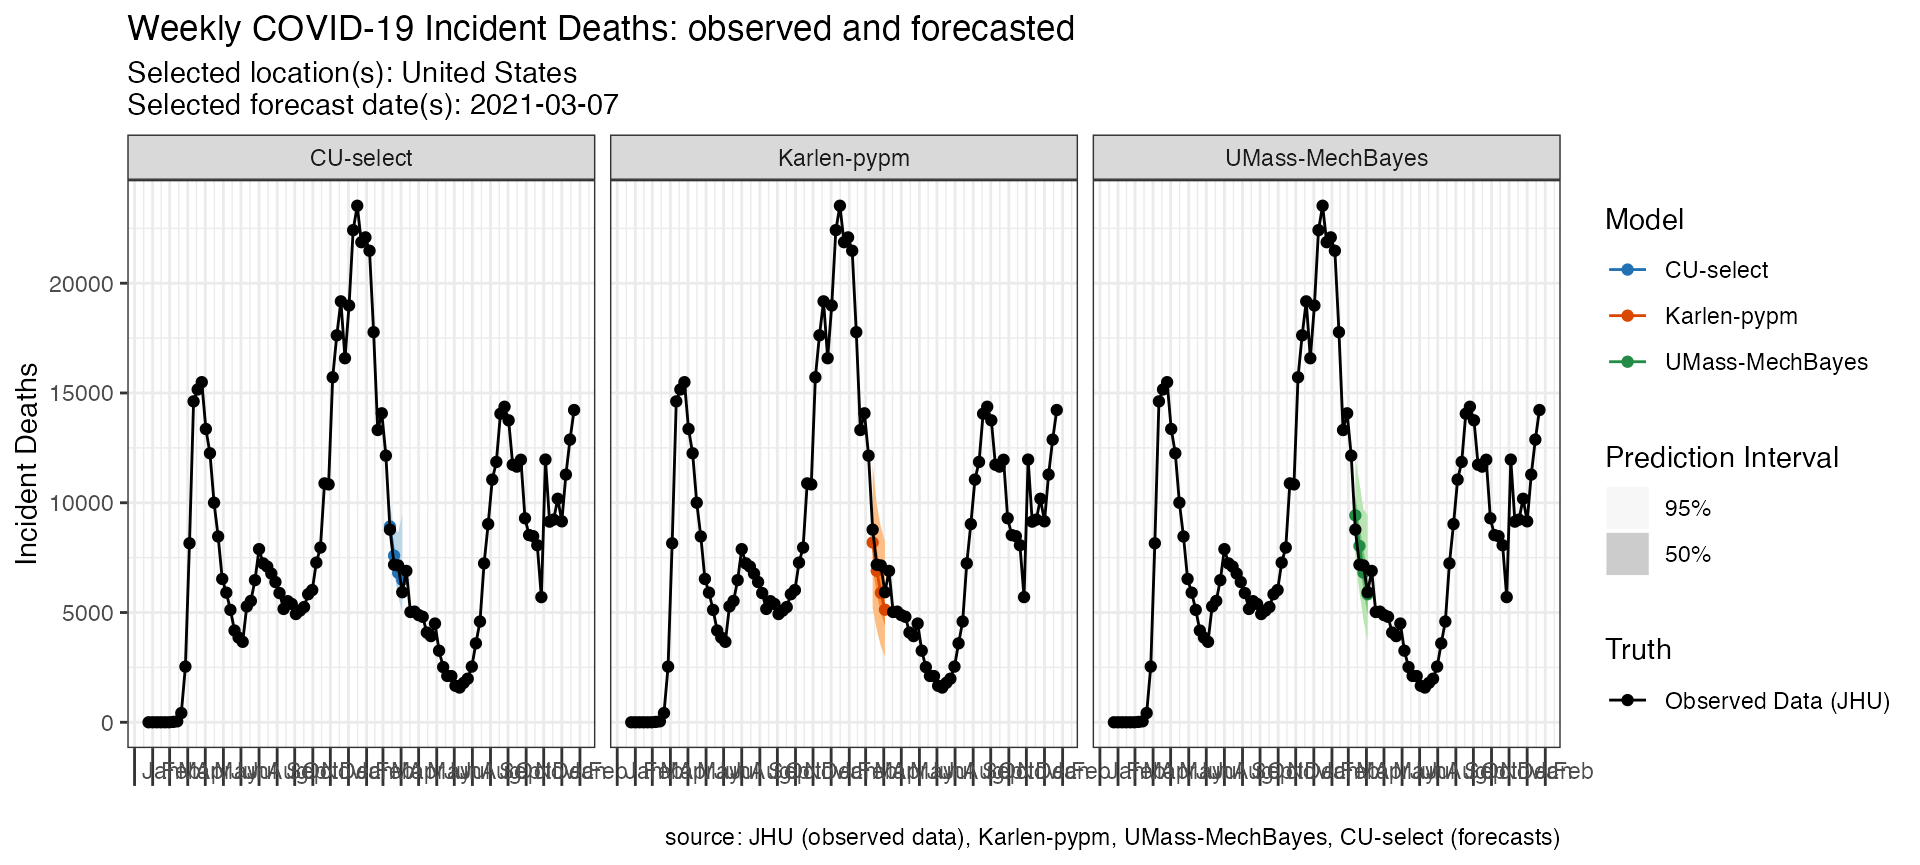 Weekly COVID-19 Incident Deaths: observed and forecasted
Selected location(s): United States
Selected forecast date(s): 2021-03-07
CU-select
Karlen-pypm
UMass-MechBayes
Incident Deaths
20000
15000
10000
5000
0
Model
CU-select
Karlen-pypm
UMass-MechBayes
Prediction Interval
95%
50%
Truth
Observed Data (JHU)
source: JHU (observed data), Karlen-pypm, UMass-MechBayes, CU-select (forecasts)